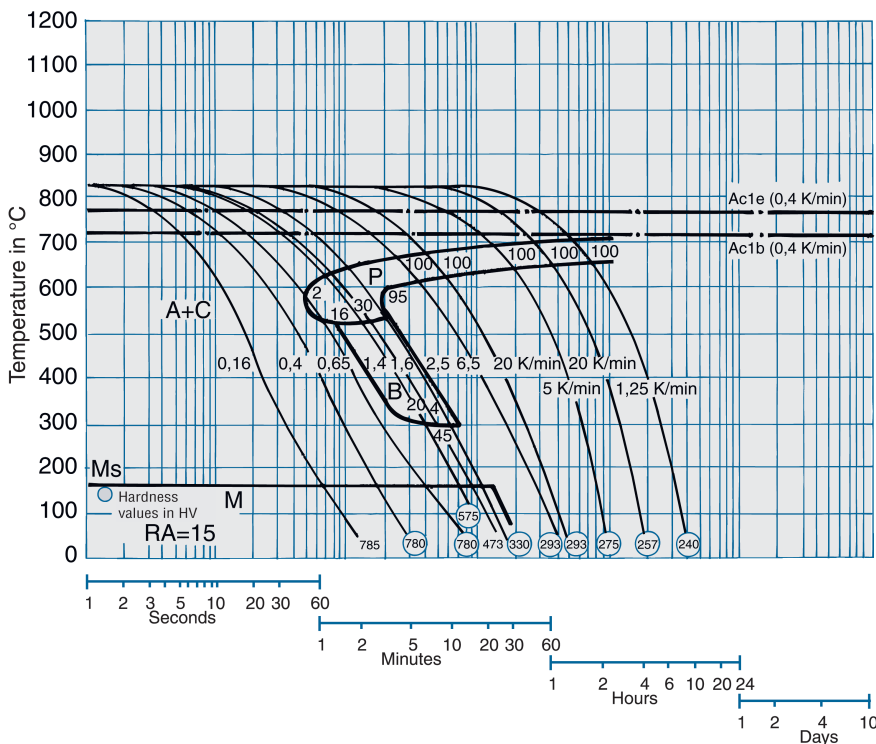 1200
1100
1000
900
800
700
600
500
400
300
200
100
0
Temperature in °C
Ac1e (0,4 K/min)
Ac1b (0,4 K/min)
100 100 100 100 100
P
2 16 30 95
A+C
0,16 0,4 0,65 1,4 1,6 2,5 6,5 20 K/min 20 K/min
5 K/min 1,25 K/min
B 20 4
45
Ms
M
Hardness
values in HV
RA=15
575
785 780 780 473 330 293 293 275 257 240
1 2 3 5 10 20 30 60
Seconds
1 2 5 10 20 30 60
Minutes
1 2 4 6 10 20 24
Hours
1 2 4 10
Days